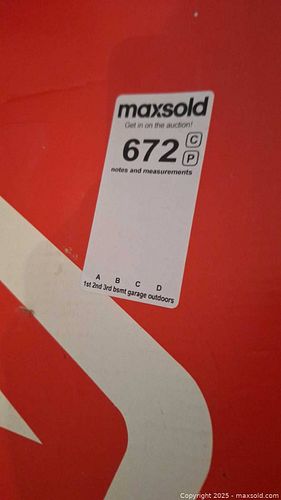 maxsold
Get in on the auction!
672 C
P
notes and measurements
A B C D
1st 2nd 3rd bsmt garage outdoors
Copyright 2025 - maxsold.com